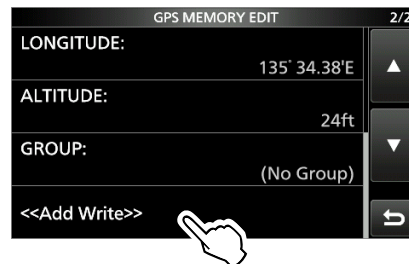 GPS MEMORY EDIT 2/2
LONGITUDE:
135˚ 34.38'E
ALTITUDE:
24ft
GROUP:
(No Group)
<<Add Write>>